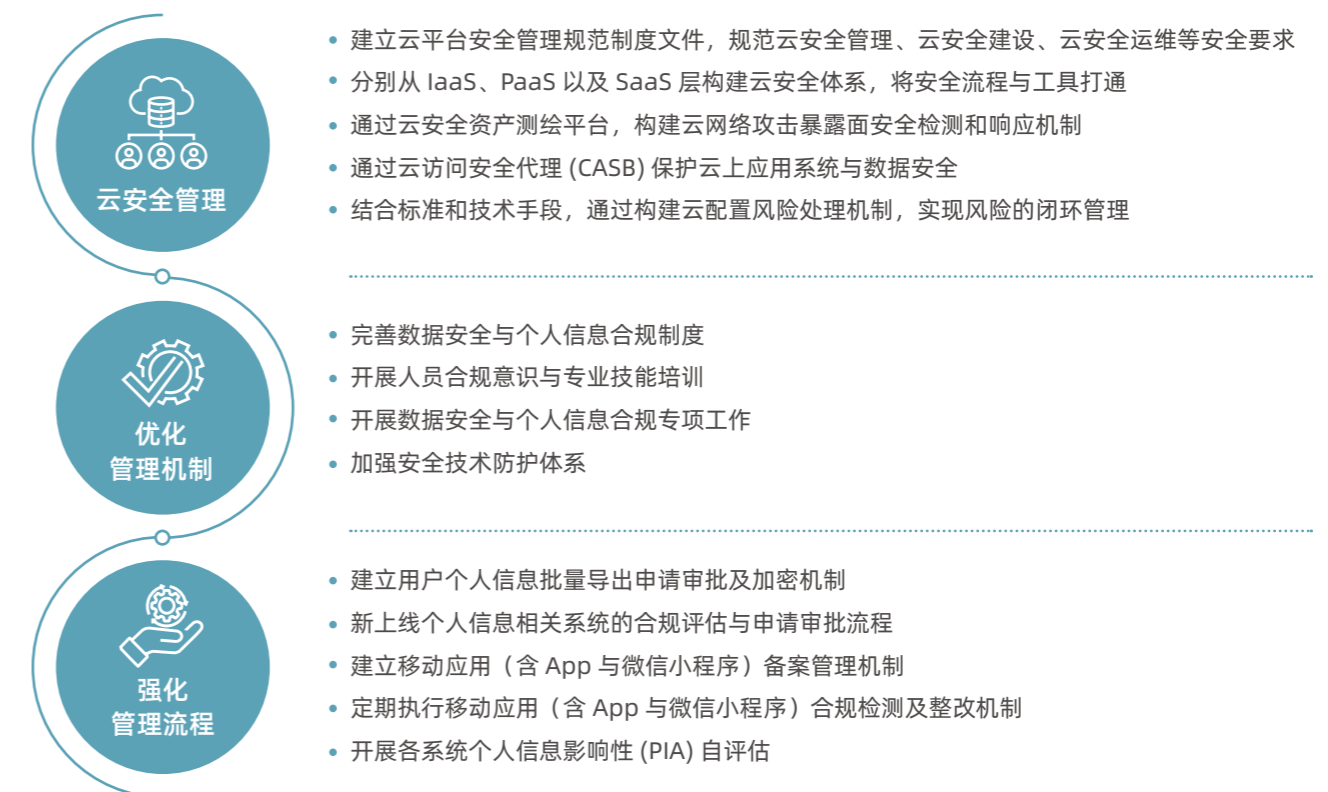 云安全管理
建立云平台安全管理规范制度文件，规范云安全管理、云安全建设、云安全运维等安全要求
分别从 IaaS、PaaS 以及 SaaS 层构建云安全体系，将安全流程与工具打通
通过云安全资产测绘平台，构建云网络攻击暴露面安全检测和响应机制
通过云访问安全代理 (CASB) 保护云上应用系统与数据安全
结合标准和技术手段，通过构建云配置风险处理机制，实现风险的闭环管理
优化
管理机制
完善数据安全与个人信息合规制度
开展人员合规意识与专业技能培训
开展数据安全与个人信息合规专项工作
加强安全技术防护体系
强化
管理流程
建立用户个人信息批量导出申请审批及加密机制
新上线个人信息相关系统的合规评估与申请审批流程
建立移动应用（含 App 与微信小程序）备案管理机制
定期执行移动应用（含 App 与微信小程序）合规检测及整改机制
开展各系统个人信息影响性 (PIA) 自评估